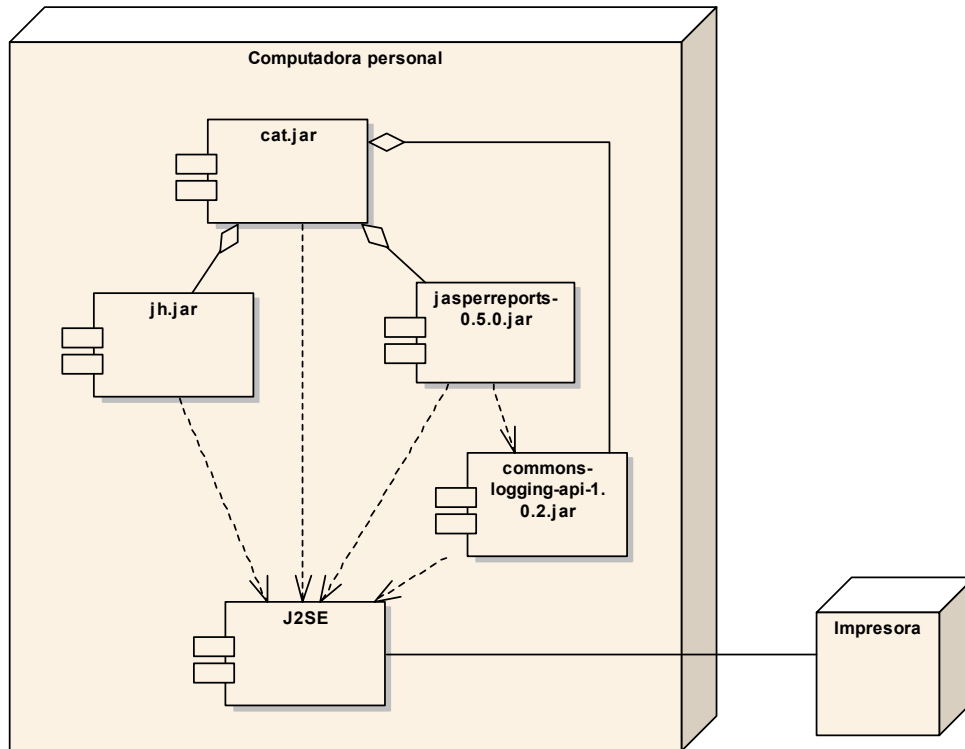 Computadora personal
cat.jar
jh.jar
jasperreports-
0.5.0.jar
commons-
logging-api-1.
0.2.jar
J2SE
Impresora